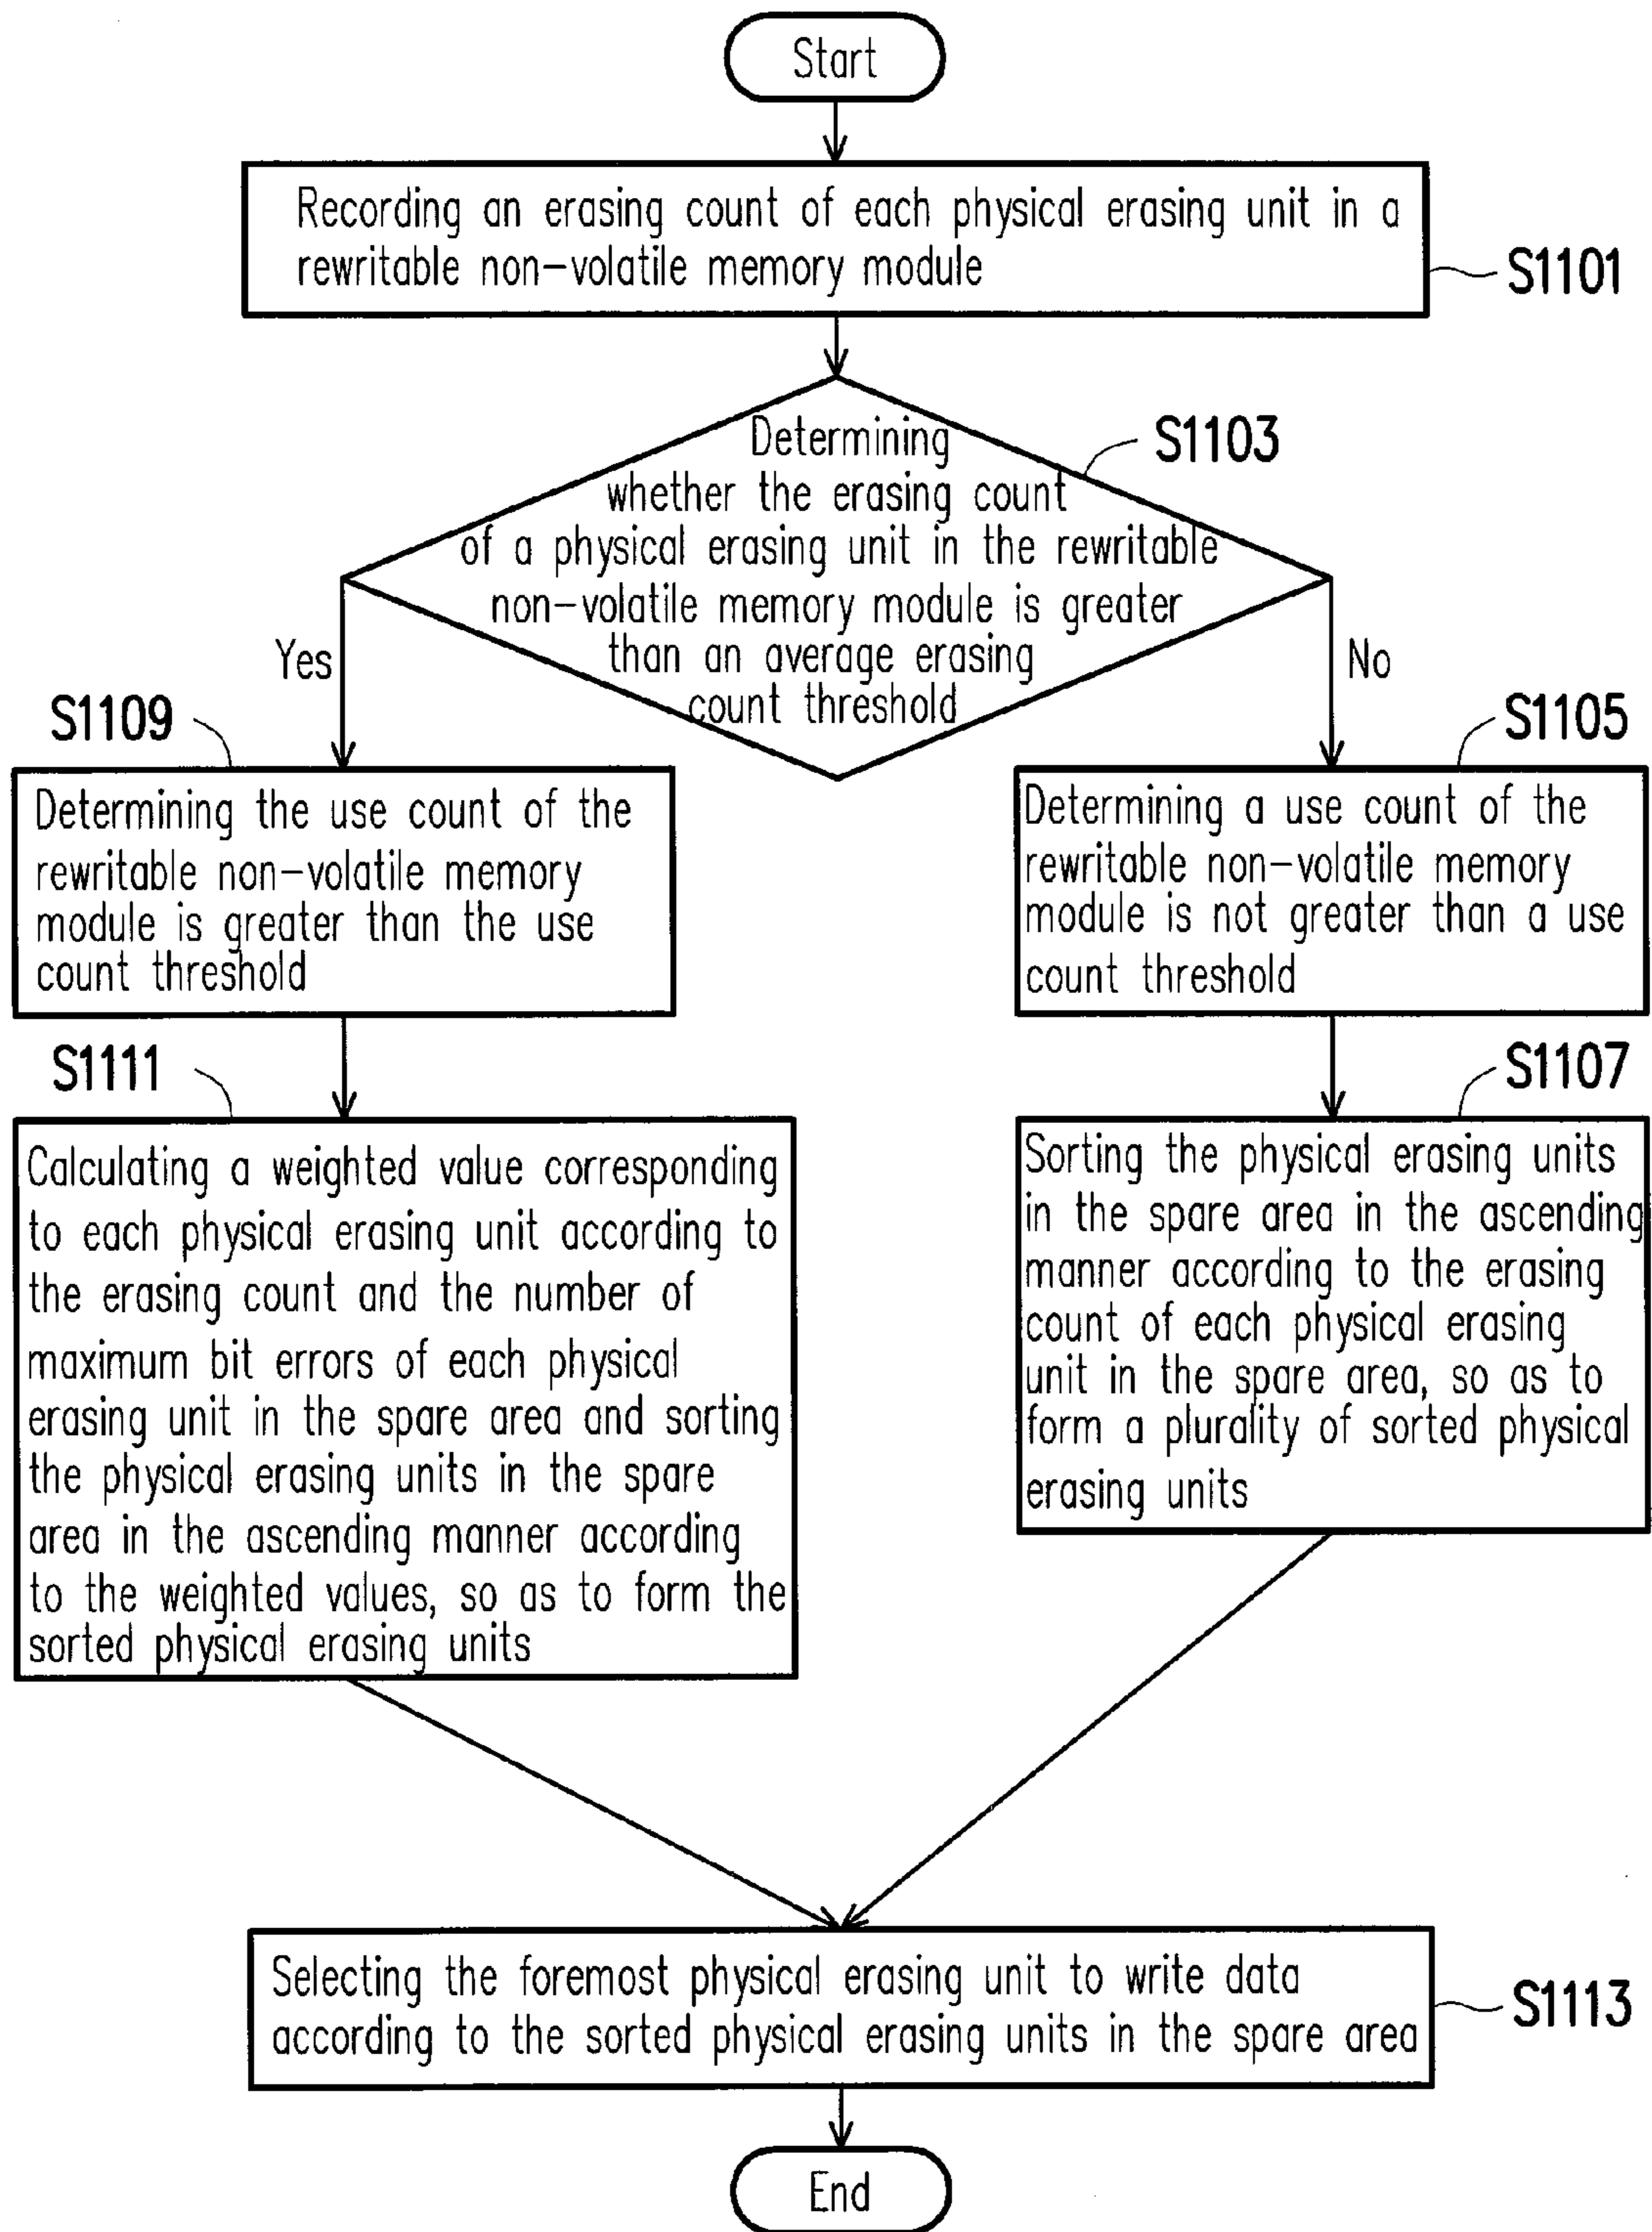 Start
Recording an erasing count of each physical erasing unit in a
rewritable non-volatile memory module
S1101
Determining
whether the erasing count
of a physical erasing unit in the rewritable
non-volatile memory module is greater
than an average erasing
count threshold
S1103
Yes
No
S1109
Determining the use count of the
rewritable non-volatile memory
module is greater than the use
count threshold
S1105
Determining a use count of the
rewritable non-volatile memory
module is not greater than a use
count threshold
S1111
Calculating a weighted value corresponding
to each physical erasing unit according to
the erasing count and the number of
maximum bit errors of each physical
erasing unit in the spare area and sorting
the physical erasing units in the spare
area in the ascending manner according
to the weighted values, so as to form the
sorted physical erasing units
S1107
Sorting the physical erasing units
in the spare area in the ascending
manner according to the erasing
count of each physical erasing
unit in the spare area, so as to
form a plurality of sorted physical
erasing units
Selecting the foremost physical erasing unit to write data
according to the sorted physical erasing units in the spare area
S1113
End